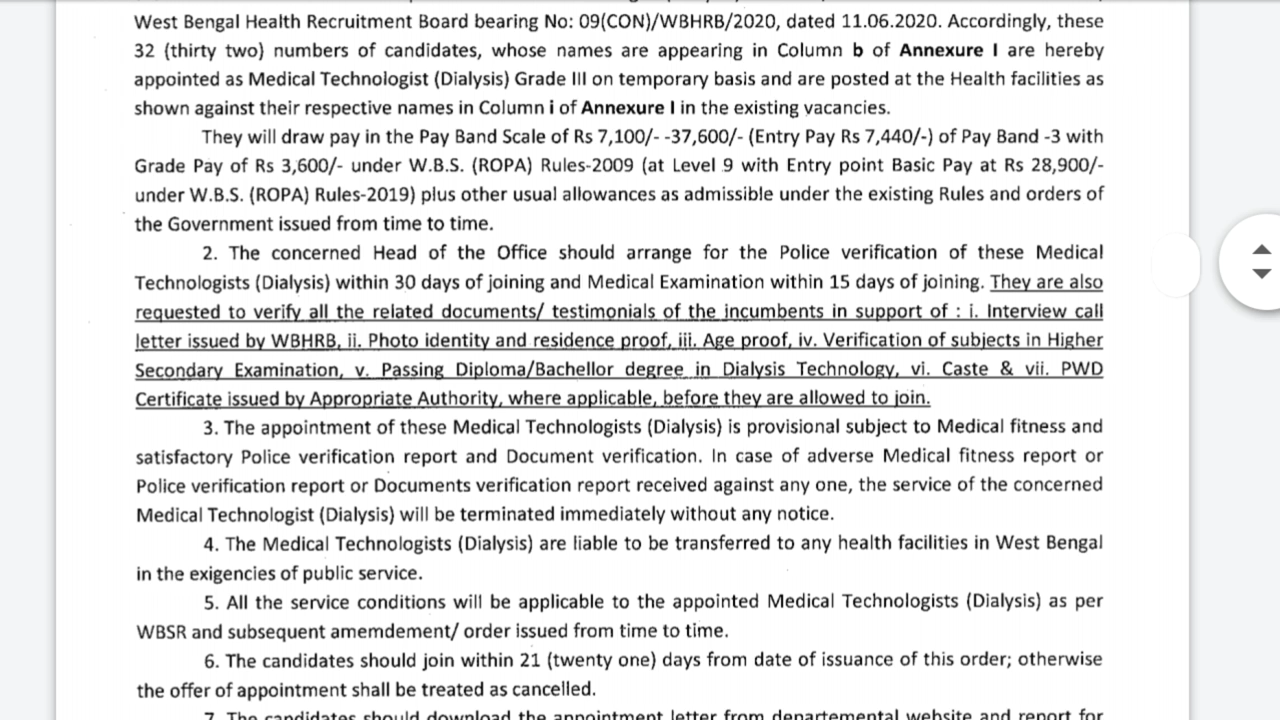 West Bengal Health Recruitment Board bearing No: 09(CON)/WBHRB/2020, dated 11.06.2020. Accordingly, these
32 (thirty two) numbers of candidates, whose names are appearing in Column b of Annexure I are hereby
appointed as Medical Technologist (Dialysis) Grade III on temporary basis and are posted at the Health facilities as
shown against their respective names in Column i of Annexure I in the existing vacancies.
They will draw pay in the Pay Band Scale of Rs 7,100/- -37,600/- (Entry Pay Rs 7,440/-) of Pay Band -3 with
Grade Pay of Rs 3,600/- under W.B.S. (ROPA) Rules-2009 (at Level 9 with Entry point Basic Pay at Rs 28,900/-
under W.B.S. (ROPA) Rules-2019) plus other usual allowances as admissible under the existing Rules and orders of
the Government issued from time to time.
2. The concerned Head of the Office should arrange for the Police verification of these Medical
Technologists (Dialysis) within 30 days of joining and Medical Examination within 15 days of joining. They are also
requested to verify all the related documents/ testimonials of the incumbents in support of : i. Interview call
letter issued by WBHRB, ii. Photo identity and residence proof, iii. Age proof, iv. Verification of subjects in Higher
Secondary Examination, v. Passing Diploma/Bachellor degree in Dialysis Technology, vi. Caste & vii. PWD
Certificate issued by Appropriate Authority, where applicable, before they are allowed to join.
3. The appointment of these Medical Technologists (Dialysis) is provisional subject to Medical fitness and
satisfactory Police verification report and Document verification. In case of adverse Medical fitness report or
Police verification report or Documents verification report received against any one, the service of the concerned
Medical Technologist (Dialysis) will be terminated immediately without any notice.
4. The Medical Technologists (Dialysis) are liable to be transferred to any health facilities in West Bengal
in the exigencies of public service.
5. All the service conditions will be applicable to the appointed Medical Technologists (Dialysis) as per
WBSR and subsequent amemdement/ order issued from time to time.
6. The candidates should join within 21 (twenty one) days from date of issuance of this order; otherwise
the offer of appointment shall be treated as cancelled.
7. The candidates should download the appointment letter from departemental website and report for